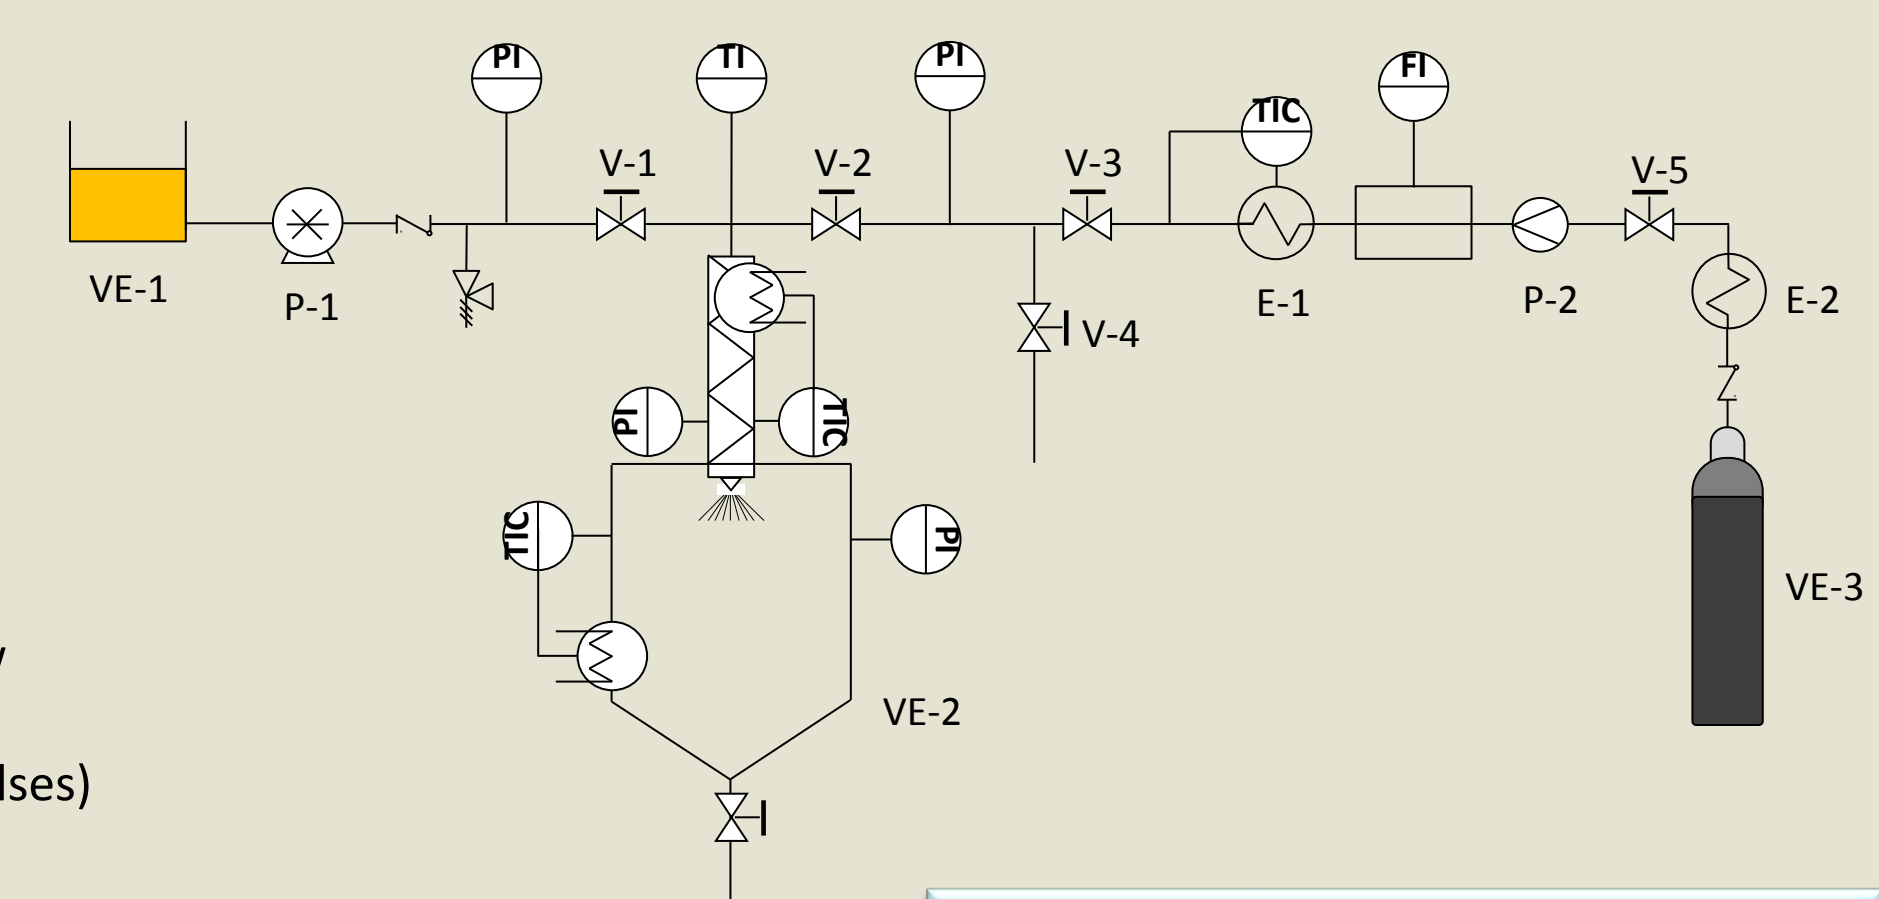 PI
TI
PI
FI
TIC
V-1
V-2
V-3
V-5
VE-1
P-1
E-1
P-2
E-2
V-4
PI
TIC
TIC
PI
VE-3
VE-2
lses)